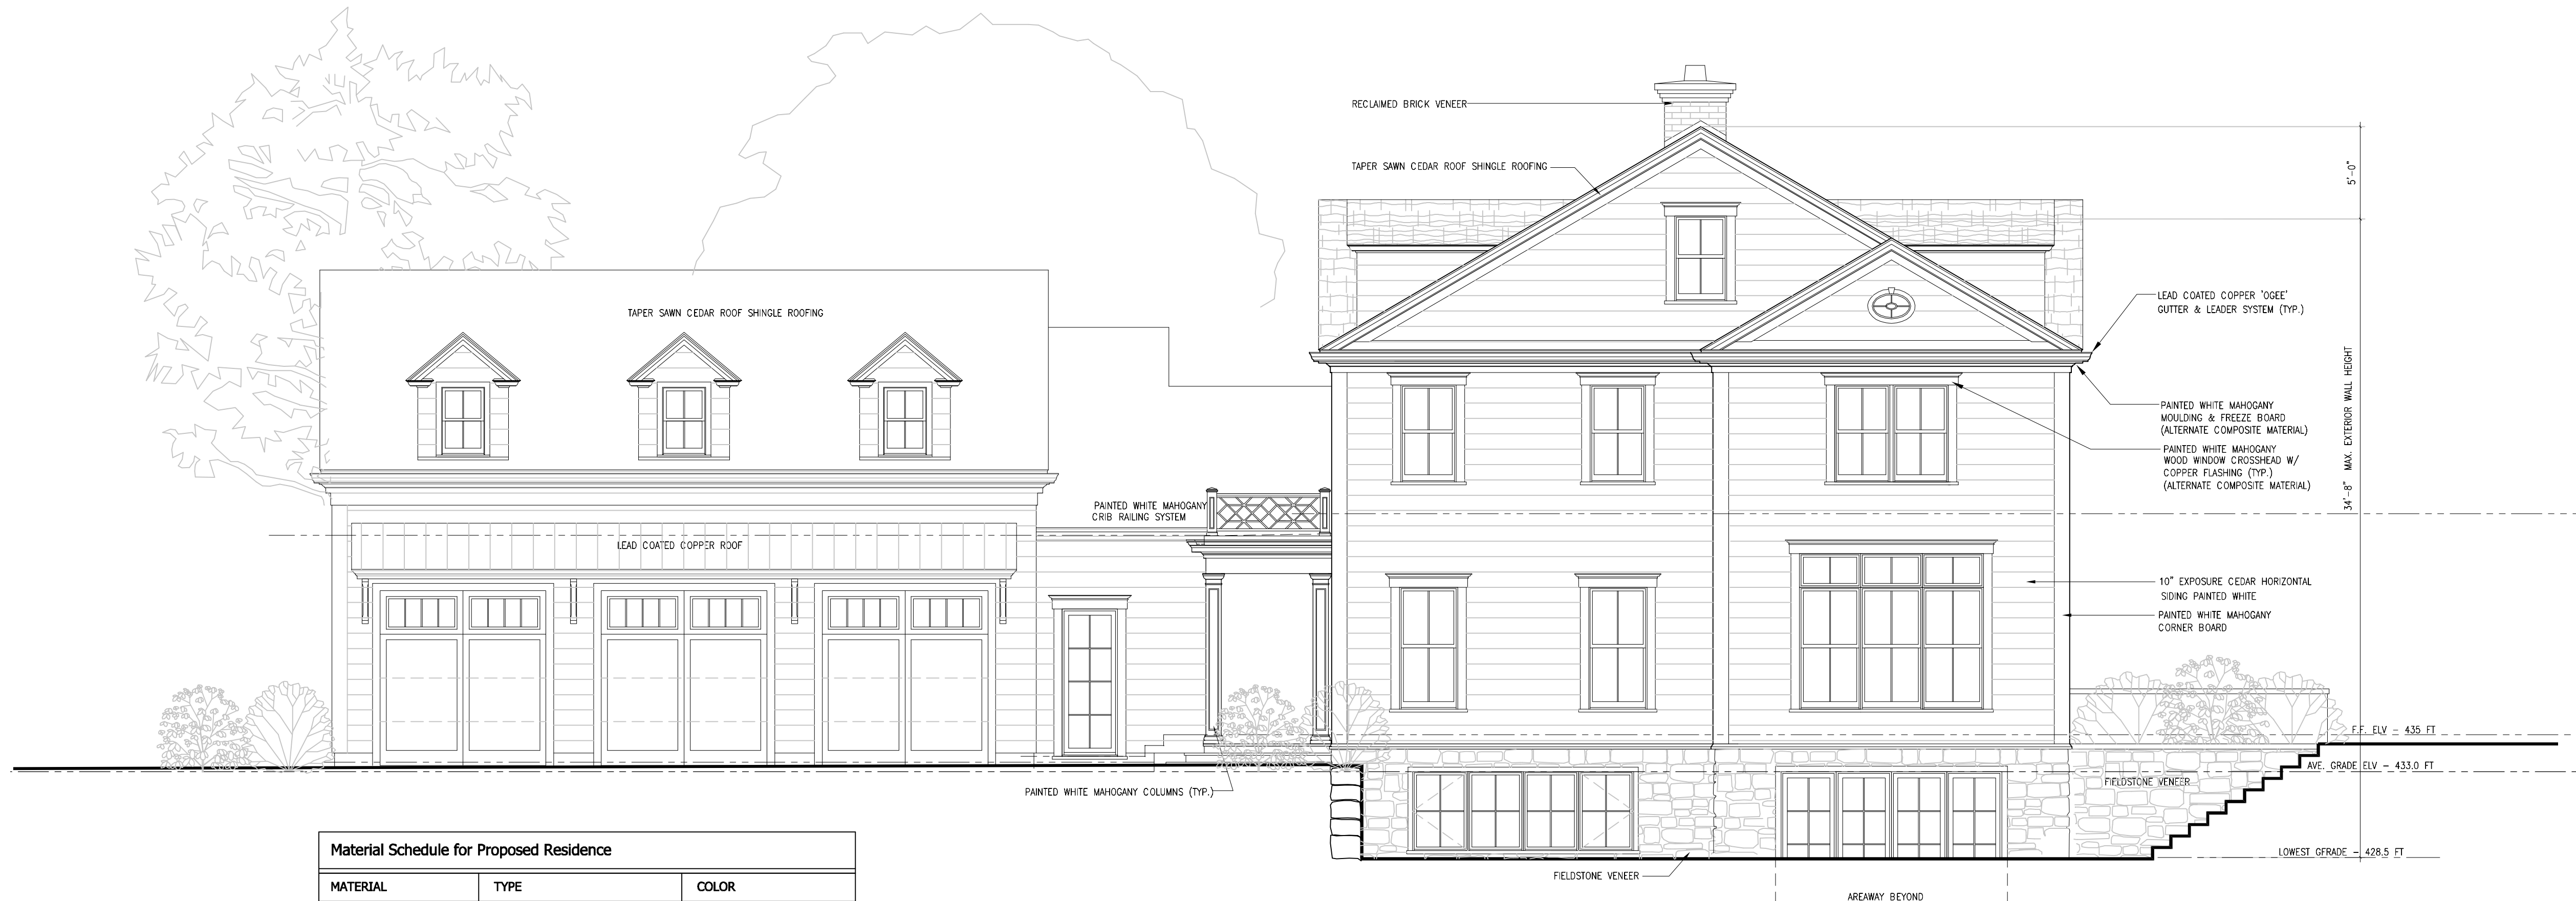 RECLAIMED BRICK VENEER
TAPER SAWN CEDAR ROOF SHINGLE ROOFING
5'-0"
TAPER SAWN CEDAR ROOF SHINGLE ROOFING
LEAD COATED COPPER 'OGEE'
GUTTER & LEADER SYSTEM (TYP.)
34'-8" MAX. EXTERIOR WALL HEIGHT
PAINTED WHITE MAHOGANY
MOULDING & FREEZE BOARD
(ALTERNATE COMPOSITE MATERIAL)
PAINTED WHITE MAHOGANY
WOOD WINDOW CROSSHEAD W/
COPPER FLASHING (TYP.)
(ALTERNATE COMPOSITE MATERIAL)
PAINTED WHITE MAHOGANY
CRIB RAILING SYSTEM
LEAD COATED COPPER ROOF
10" EXPOSURE CEDAR HORIZONTAL
SIDING PAINTED WHITE
PAINTED WHITE MAHOGANY
CORNER BOARD
F.F. ELV - 435 FT
AVE. GRADE ELV - 433.0 FT
FIELDSTONE VENEER
PAINTED WHITE MAHOGANY COLUMNS (TYP.)
LOWEST GFRADE - 428.5 FT
FIELDSTONE VENEER
AREAWAY BEYOND
Material Schedule for Proposed Residence
MATERIAL TYPE COLOR